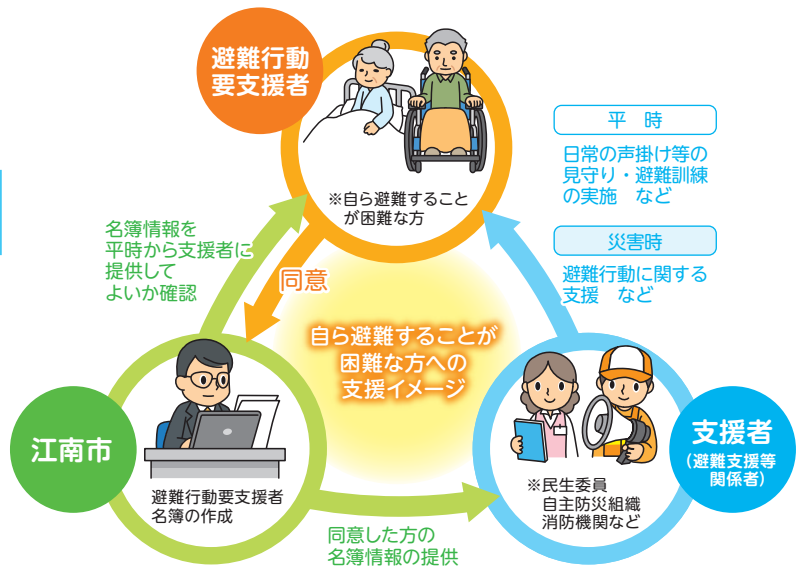 避難行動
要支援者
※自ら避難すること
が困難な方
平　時
日常の声掛け等の
見守り・避難訓練
の実施　など
災害時
避難行動に関する
支援　など
名簿情報を
平時から支援者に
提供して
よいか確認
同意
自ら避難することが
困難な方への
支援イメージ
江南市
避難行動要支援者
名簿の作成
同意した方の
名簿情報の提供
※民生委員
自主防災組織
消防機関など
支援者
（避難支援等
関係者）